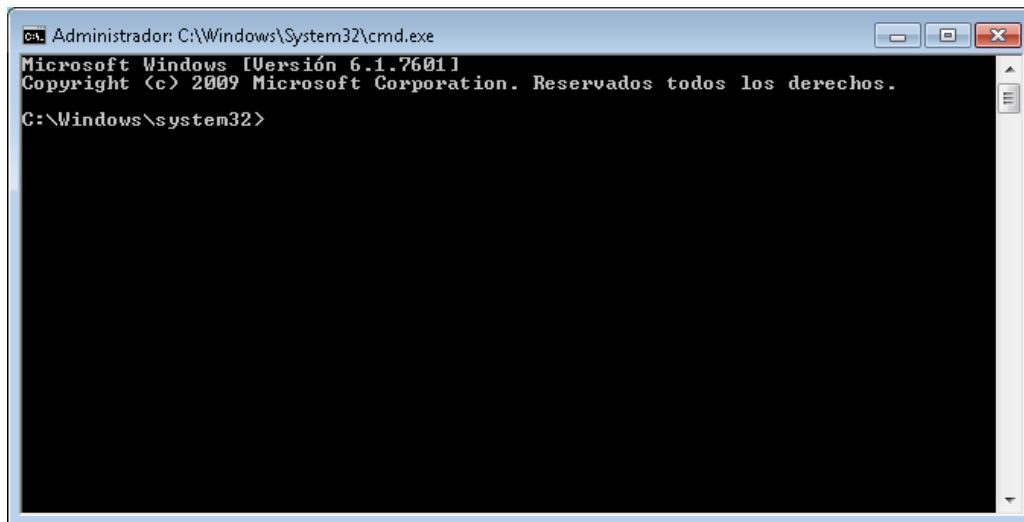 Administrador: C:\Windows\System32\cmd.exe
Microsoft Windows [Versión 6.1.7601]
Copyright (c) 2009 Microsoft Corporation. Reservados todos los derechos.
C:\Windows\system32>